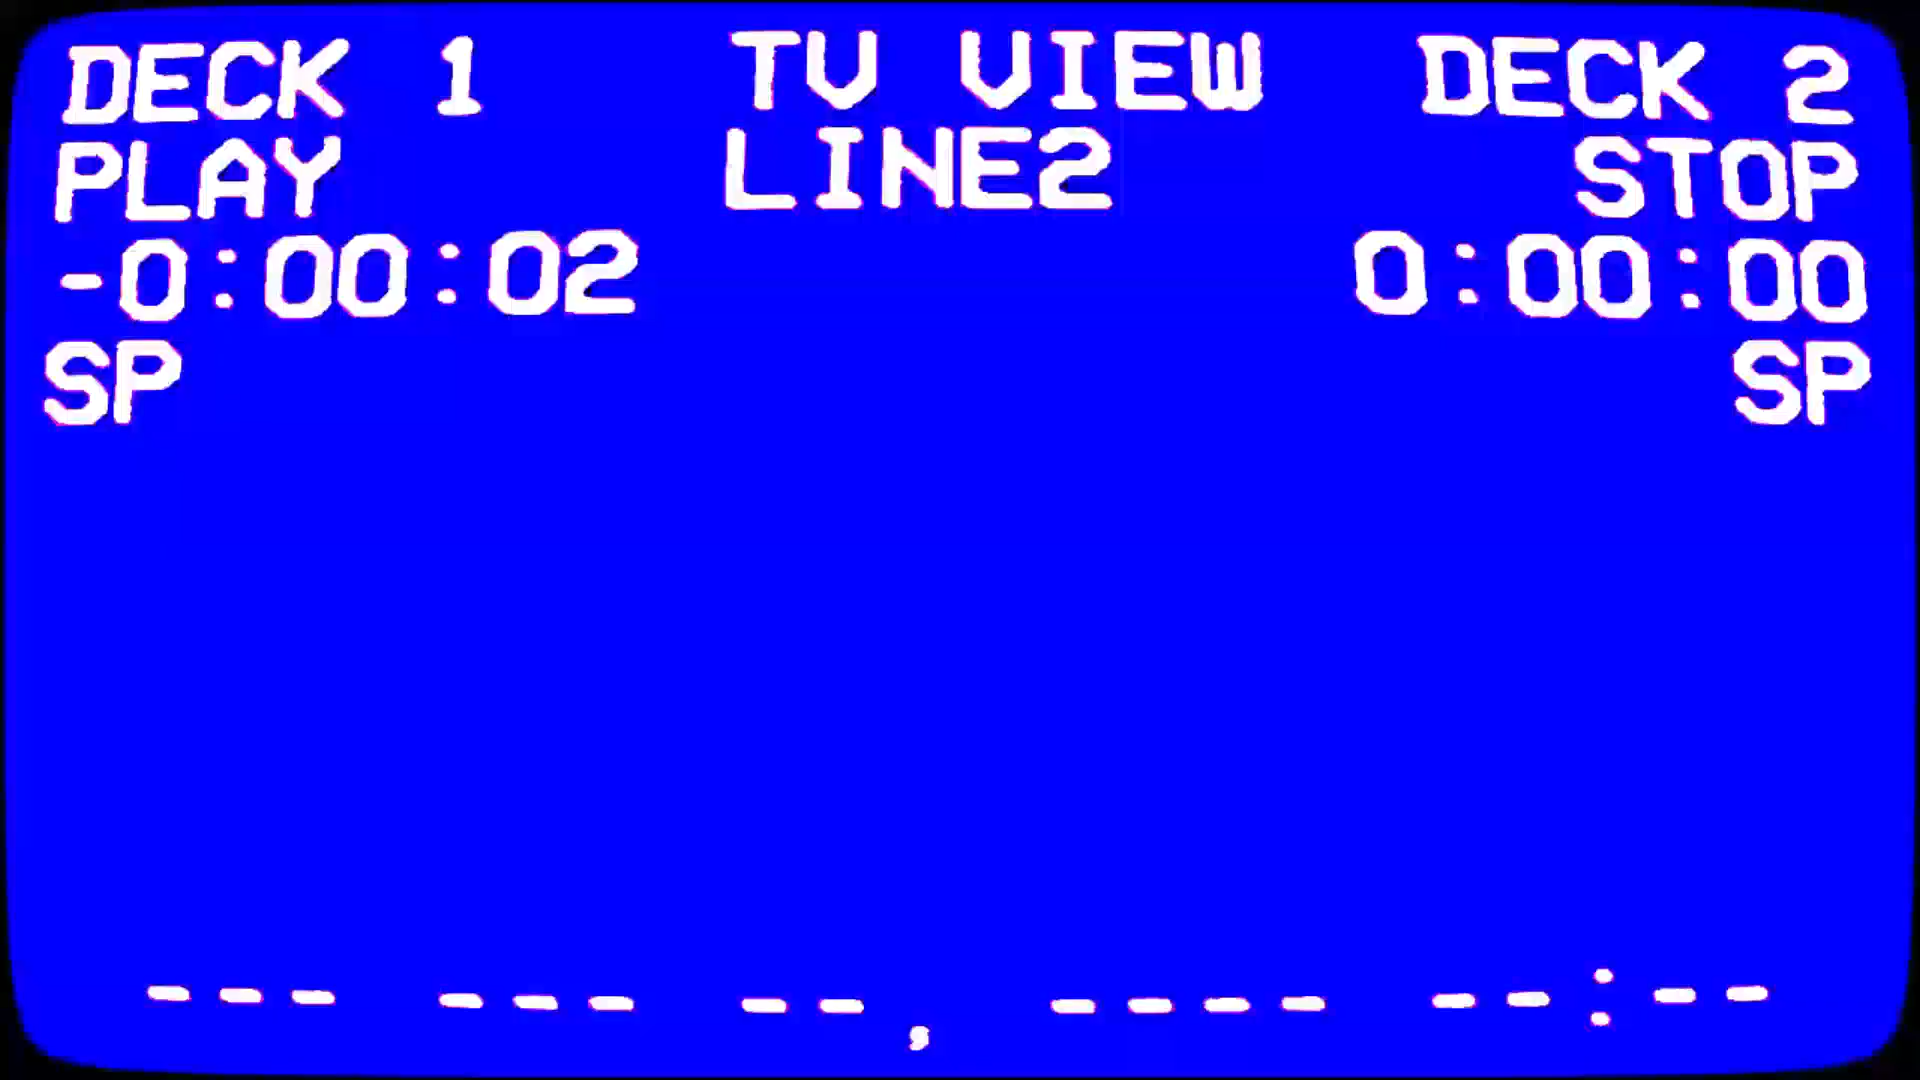 DECK 1 TV VIEW DECK 2
PLAY LINE2 STOP
-0:00:02 0:00:00
SP SP
--- --- --, ---- --:--